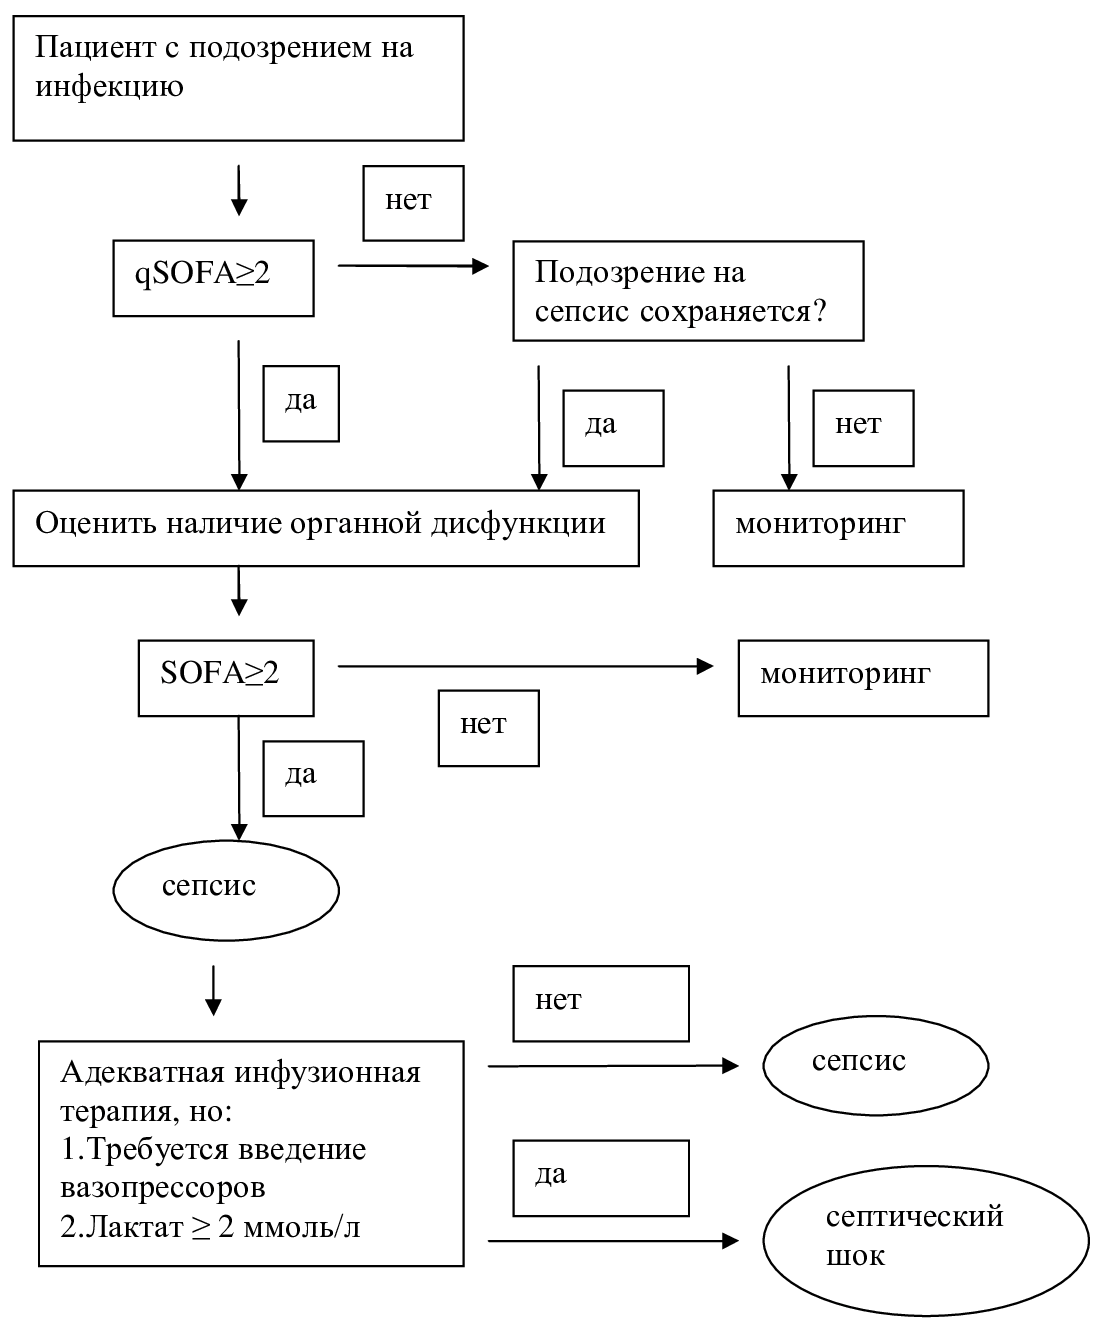 Пациент с подозрением на
инфекцию
нет
qSOFA≥2
Подозрение на
сепсис сохраняется?
да
да
нет
Оценить наличие органной дисфункции
мониторинг
SOFA≥2
мониторинг
нет
да
сепсис
нет
Адекватная инфузионная
терапия, но:
1.Требуется введение
вазопрессоров
2.Лактат ≥ 2 ммоль/л
сепсис
да
септический
шок